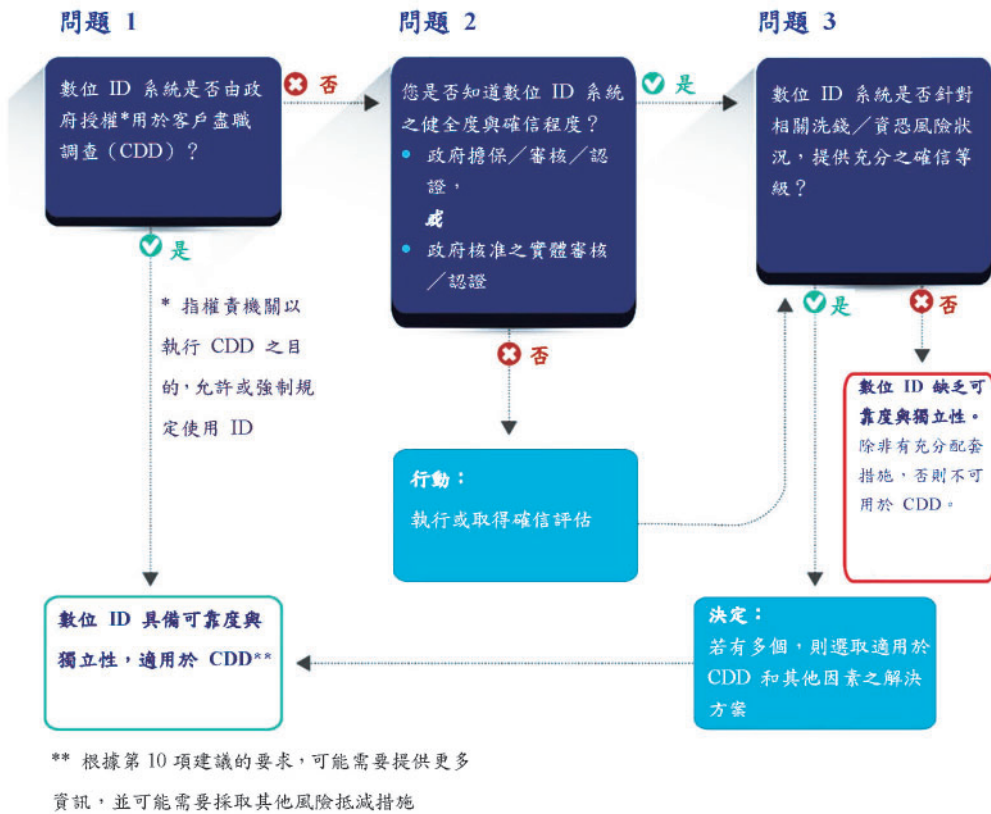 問題 1
數位 ID 系統是否由政
府授權*用於客戶盡職
調查（CDD）？
否
是
* 指權責機關以
執行 CDD 之目
的，允許或強制規
定使用 ID
問題 2
您是否知道數位 ID 系統
之健全度與確信程度？
• 政府擔保／審核／認
證，
或
• 政府核准之實體審核
／認證
是
否
行動：
執行或取得確信評估
問題 3
數位 ID 系統是否針對
相關洗錢／資恐風險狀
況，提供充分之確信等
級？
是
否
數位 ID 缺乏可
靠度與獨立性。
除非有充分配套
措施，否則不可
用於 CDD。
決定：
若有多個，則選取適用於
CDD 和其他因素之解決
方案
數位 ID 具備可靠度與
獨立性，適用於 CDD**
** 根據第 10 項建議的要求，可能需要提供更多
資訊，並可能需要採取其他風險抵減措施